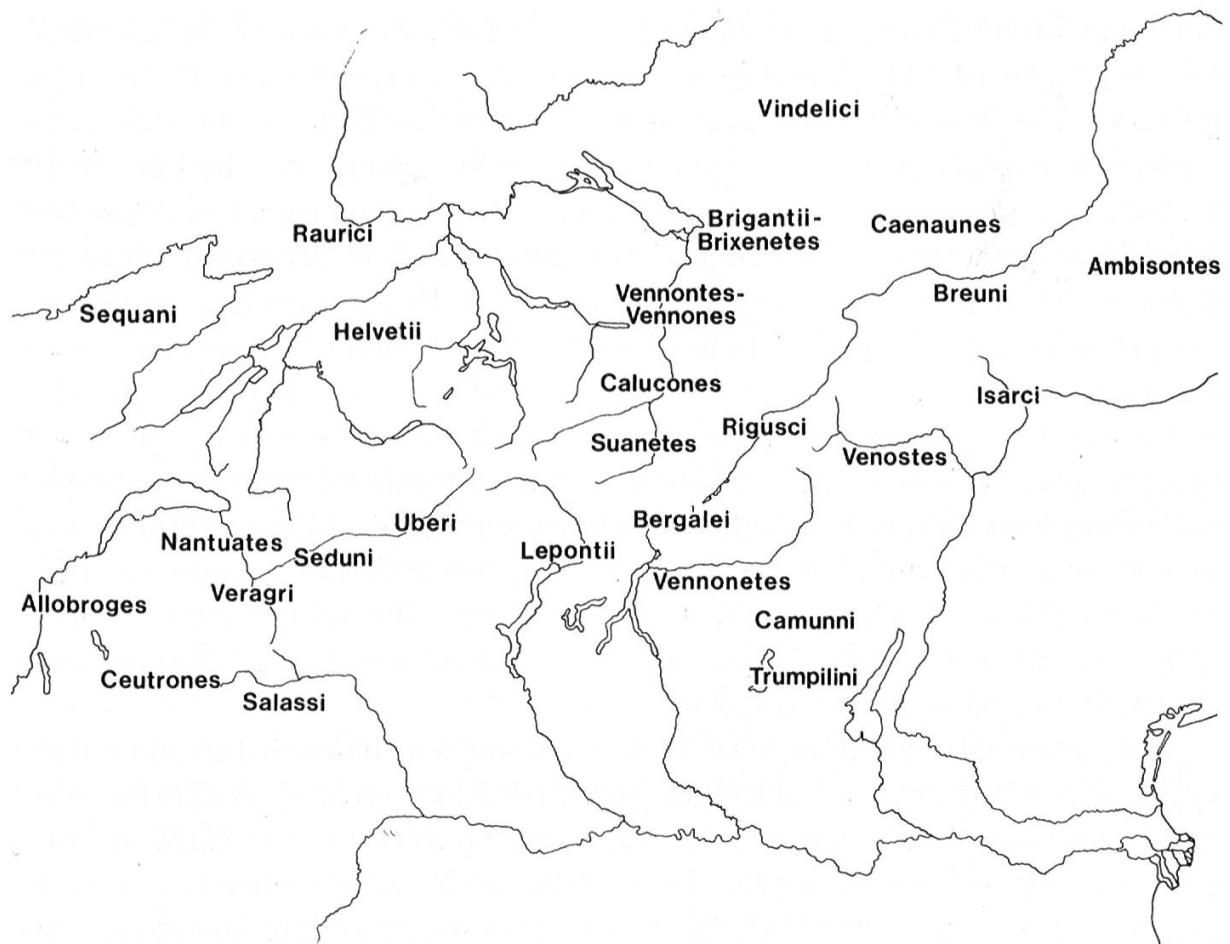 Vindelici
Raurici
Brigantii-
Brixenetes
Caenaunes
Ambisontes
Sequani
Helvetii
Vennontes-
Vennones
Breuni
Calucones
Isarci
Suanetes
Rigusci
Venostes
Nantuates
Uberi
Seduni
Lepontii
Bergalei
Allobroges
Veragri
Vennonetes
Camunni
Ceutrones
Salassi
Trumpilini